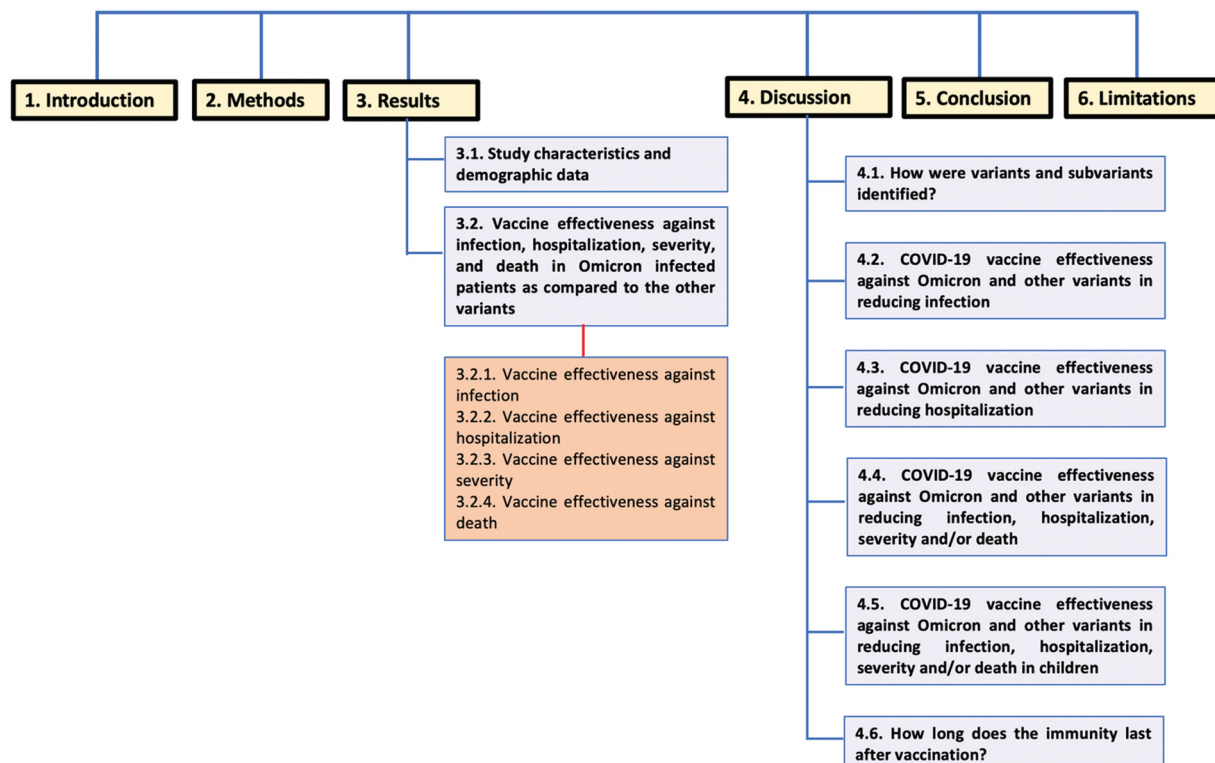 1. Introduction
2. Methods
3. Results
4. Discussion
5. Conclusion
6. Limitations
3.1. Study characteristics and
demographic data
3.2. Vaccine effectiveness against
infection, hospitalization, severity,
and death in Omicron infected
patients as compared to the other
variants
3.2.1. Vaccine effectiveness against
infection
3.2.2. Vaccine effectiveness against
hospitalization
3.2.3. Vaccine effectiveness against
severity
3.2.4. Vaccine effectiveness against
death
4.1. How were variants and subvariants
identified?
4.2. COVID-19 vaccine effectiveness
against Omicron and other variants in
reducing infection
4.3. COVID-19 vaccine effectiveness
against Omicron and other variants in
reducing hospitalization
4.4. COVID-19 vaccine effectiveness
against Omicron and other variants in
reducing infection, hospitalization,
severity and/or death
4.5. COVID-19 vaccine effectiveness
against Omicron and other variants in
reducing infection, hospitalization,
severity and/or death in children
4.6. How long does the immunity last
after vaccination?